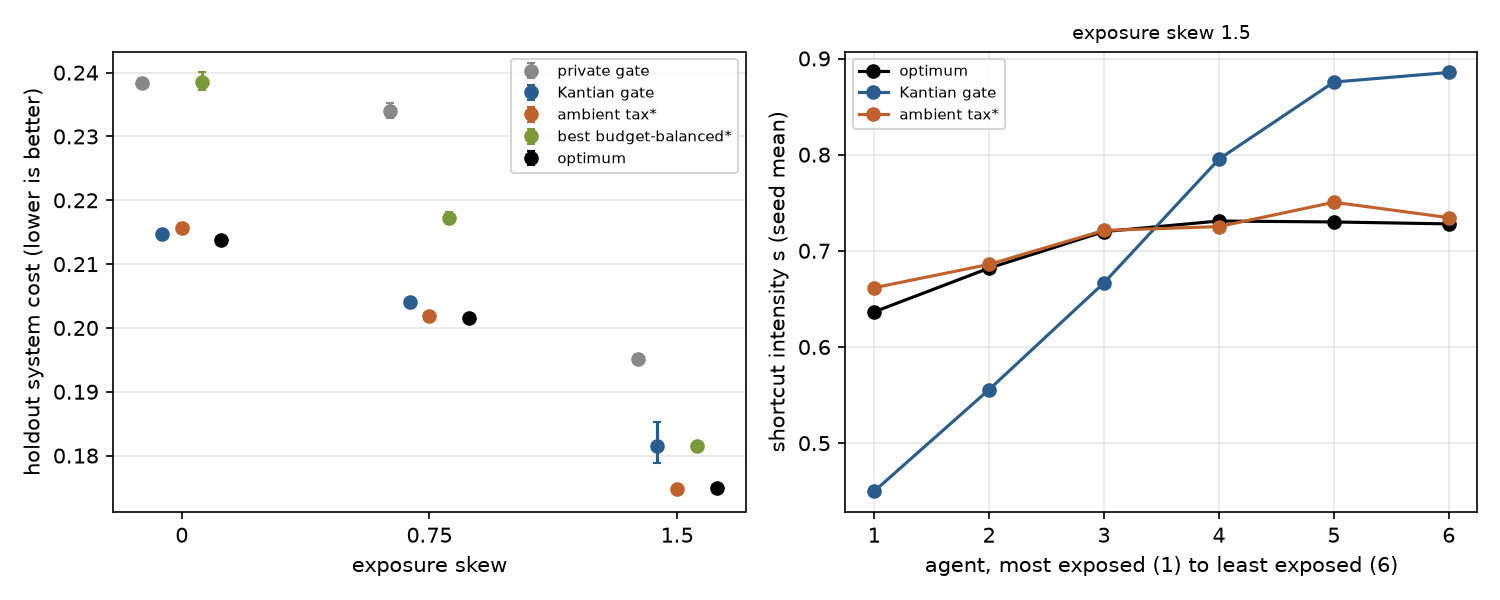 holdout system cost (lower is better)
0.24
0.23
0.22
0.21
0.20
0.19
0.18
private gate
Kantian gate
ambient tax*
best budget-balanced*
optimum
0
0.75
1.5
exposure skew
exposure skew 1.5
shortcut intensity s (seed mean)
0.9
0.8
0.7
0.6
0.5
optimum
Kantian gate
ambient tax*
1
2
3
4
5
6
agent, most exposed (1) to least exposed (6)